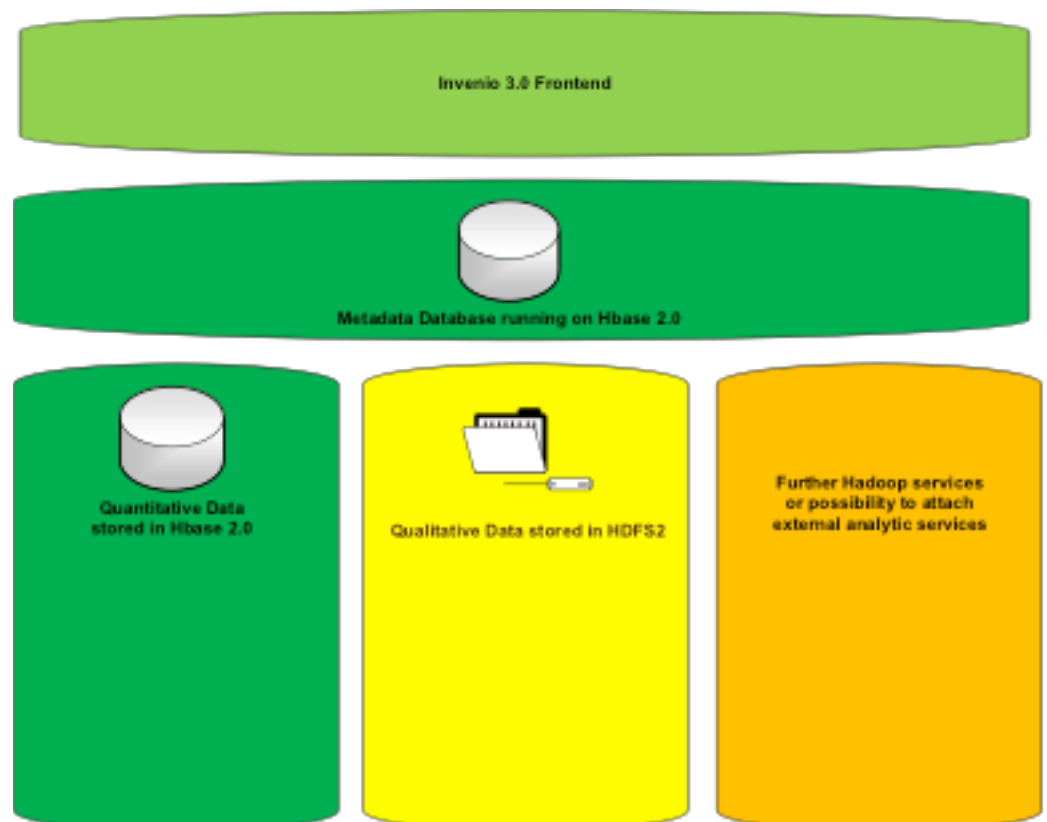 Invenio 3.0 Frontend
Metadata Database running on Hbase 2.0
Quantitative Data
stored in Hbase 2.0
Qualitative Data stored in HDFS2
Further Hadoop services
or possibility to attach
external analytic services